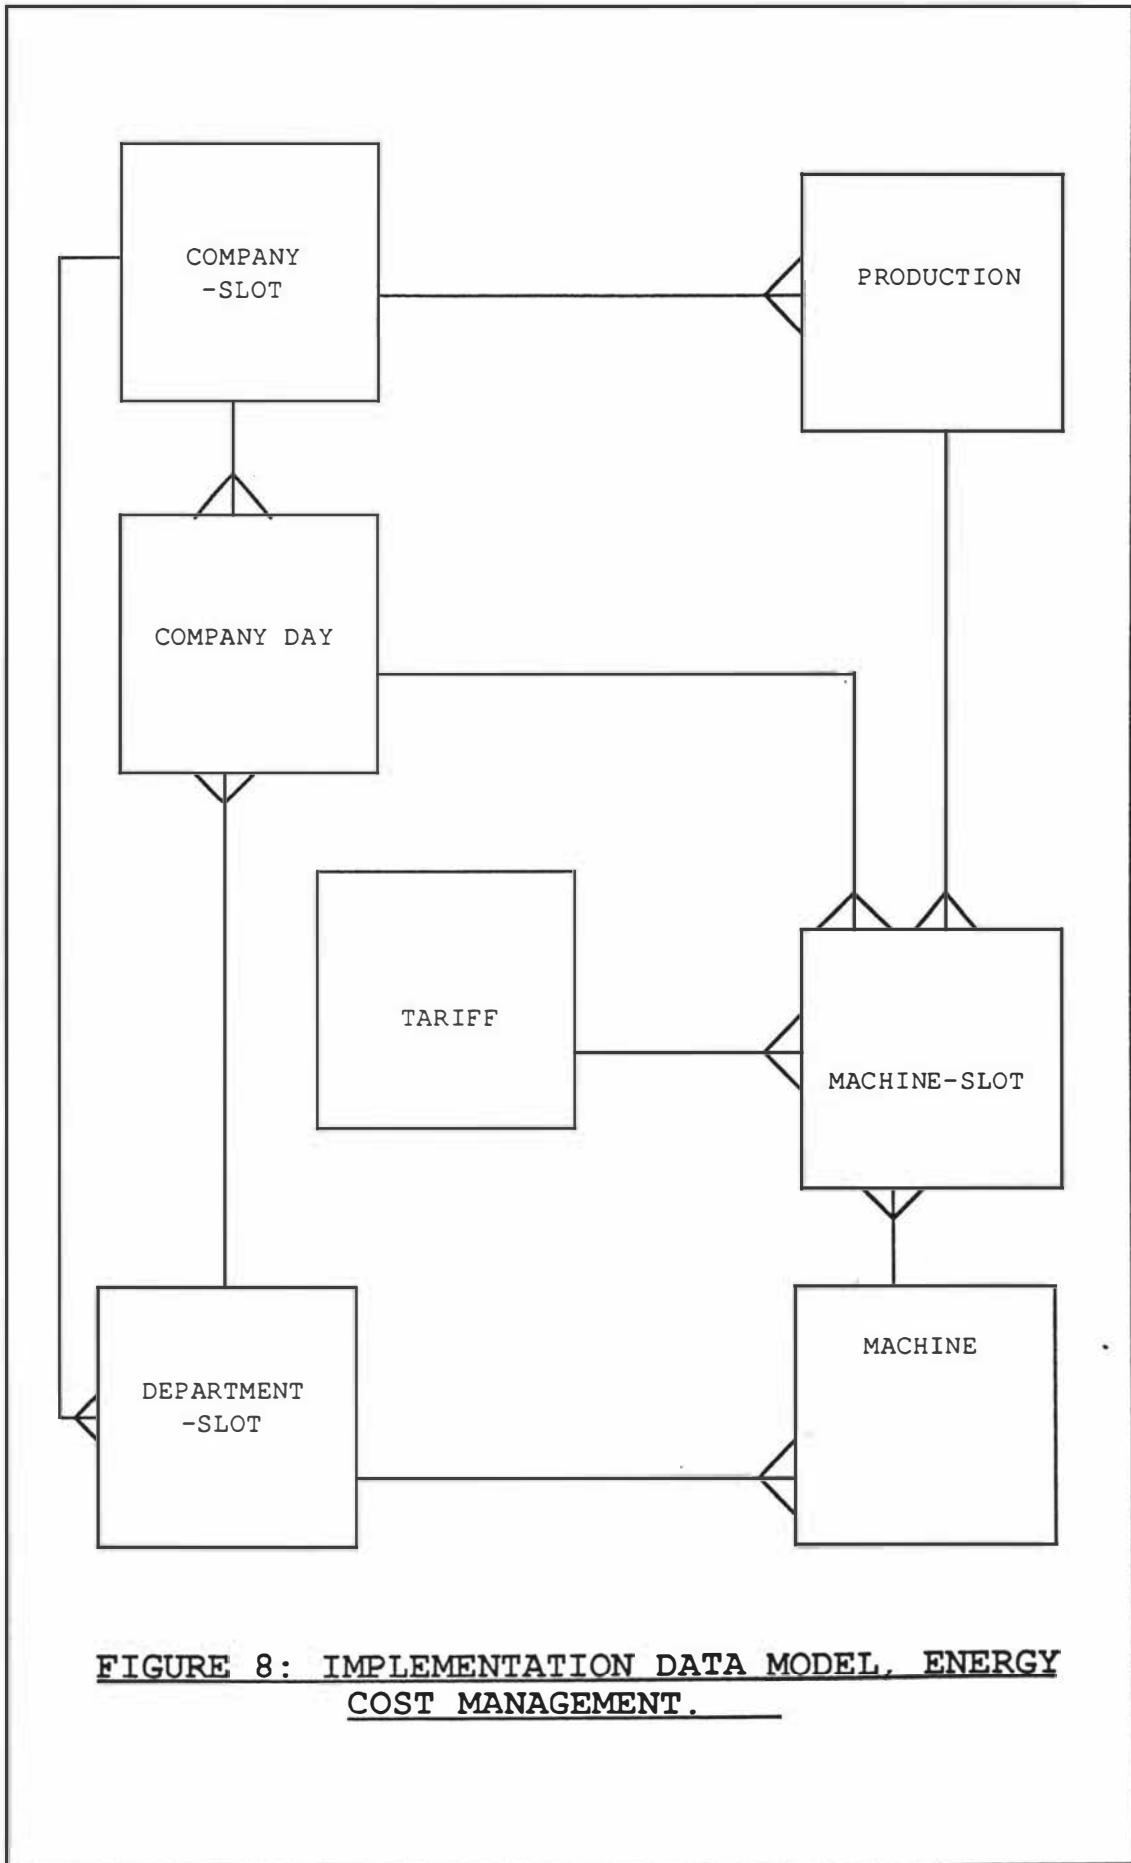 COMPANY
-SLOT
PRODUCTION
COMPANY DAY
TARIFF
MACHINE-SLOT
MACHINE
DEPARTMENT
-SLOT
FIGURE 8: IMPLEMENTATION DATA MODEL, ENERGY
COST MANAGEMENT.